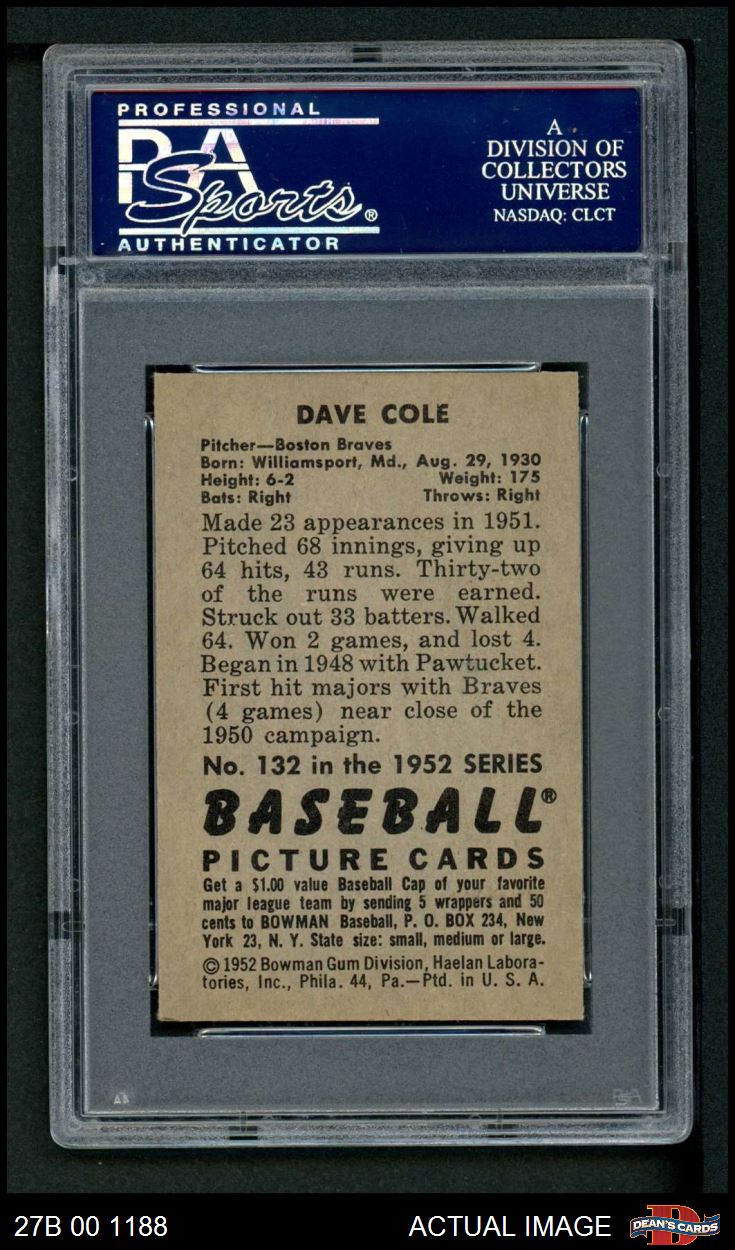 PROFESSIONAL
PSA
Sports®
AUTHENTICATOR
A
DIVISION OF
COLLECTORS
UNIVERSE
NASDAQ: CLCT
DAVE COLE
Pitcher—Boston Braves
Born: Williamsport, Md., Aug. 29, 1930
Height: 6-2 Weight: 175
Bats: Right Throws: Right
Made 23 appearances in 1951.
Pitched 68 innings, giving up
64 hits, 43 runs. Thirty-two
of the runs were earned.
Struck out 33 batters. Walked
64. Won 2 games, and lost 4.
Began in 1948 with Pawtucket.
First hit majors with Braves
(4 games) near close of the
1950 campaign.
No. 132 in the 1952 SERIES
BASEBALL®
PICTURE CARDS
Get a $1.00 value Baseball Cap of your favorite
major league team by sending 5 wrappers and 50
cents to BOWMAN Baseball, P. O. BOX 234, New
York 23, N. Y. State size: small, medium or large.
© 1952 Bowman Gum Division, Haelan Labora-
tories, Inc., Phila. 44, Pa.—Ptd. in U. S. A.
27B 00 1188
ACTUAL IMAGE
DEAN'S CARDS